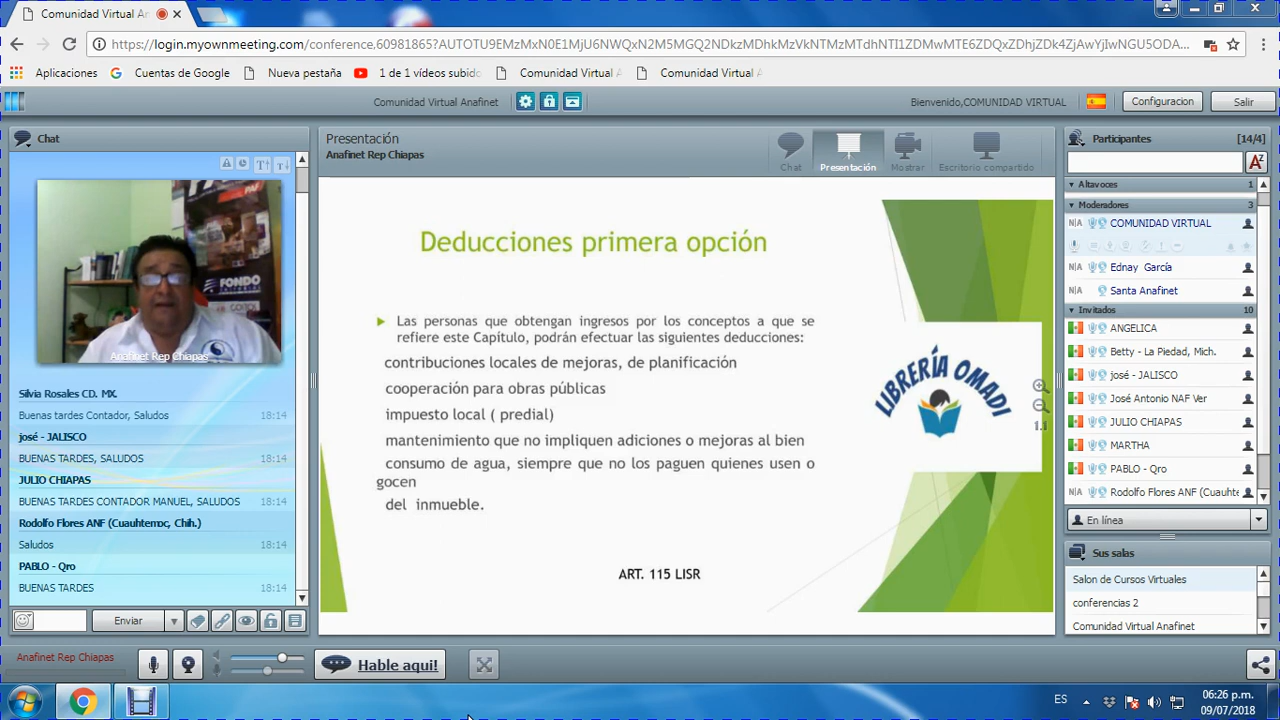 Comunidad Virtual Anaf
https://login.myownmeeting.com/conference,60981865?AUTOTU9EMzMxN0E1MjU6NWQxN2M5MGQ2NDkzMDhkMzVkNTMzMTdhNTI1ZDMwMTE6ZDQxZDhjZDk4ZjAwYjIwNGU5ODA...
Aplicaciones
Cuentas de Google
Nueva pestaña
1 de 1 vídeos subido
Comunidad Virtual A
Comunidad Virtual A
Comunidad Virtual Anafinet
Bienvenido,COMUNIDAD VIRTUAL
Configuracion
Salir
Chat
FONDO
Anafinet Rep Chiapas
Silvia Rosales CD. MX.
Buenas tardes Contador, Saludos 18:14
josé - JALISCO
BUENAS TARDES, SALUDOS 18:14
JULIO CHIAPAS
BUENAS TARDES CONTADOR MANUEL, SALUDOS 18:14
Rodolfo Flores ANF (Cuauhtemoc, Chih.)
Saludos 18:14
PABLO - Qro
BUENAS TARDES 18:14
Enviar
Presentación
Anafinet Rep Chiapas
Chat
Presentación
Mostrar
Escritorio compartido
Deducciones primera opción
Las personas que obtengan ingresos por los conceptos a que se
refiere este Capítulo, podrán efectuar las siguientes deducciones:
contribuciones locales de mejoras, de planificación
cooperación para obras públicas
impuesto local ( predial)
mantenimiento que no impliquen adiciones o mejoras al bien
consumo de agua, siempre que no los paguen quienes usen o
gocen
del inmueble.
ART. 115 LISR
LIBRERÍA OMADI
1:1
Participantes [14/4]
Altavoces 1
Moderadores 3
N|A COMUNIDAD VIRTUAL
N|A Ednay García
N|A Santa Anafinet
Invitados 10
ANGELICA
Betty - La Piedad, Mich.
josé - JALISCO
José Antonio NAF Ver
JULIO CHIAPAS
MARTHA
PABLO - Qro
N|A Rodolfo Flores ANF (Cuauhte
En línea
Sus salas
Salon de Cursos Virtuales
conferencias 2
Comunidad Virtual Anafinet
Anafinet Rep Chiapas
Hable aqui!
ES
06:26 p.m.
09/07/2018